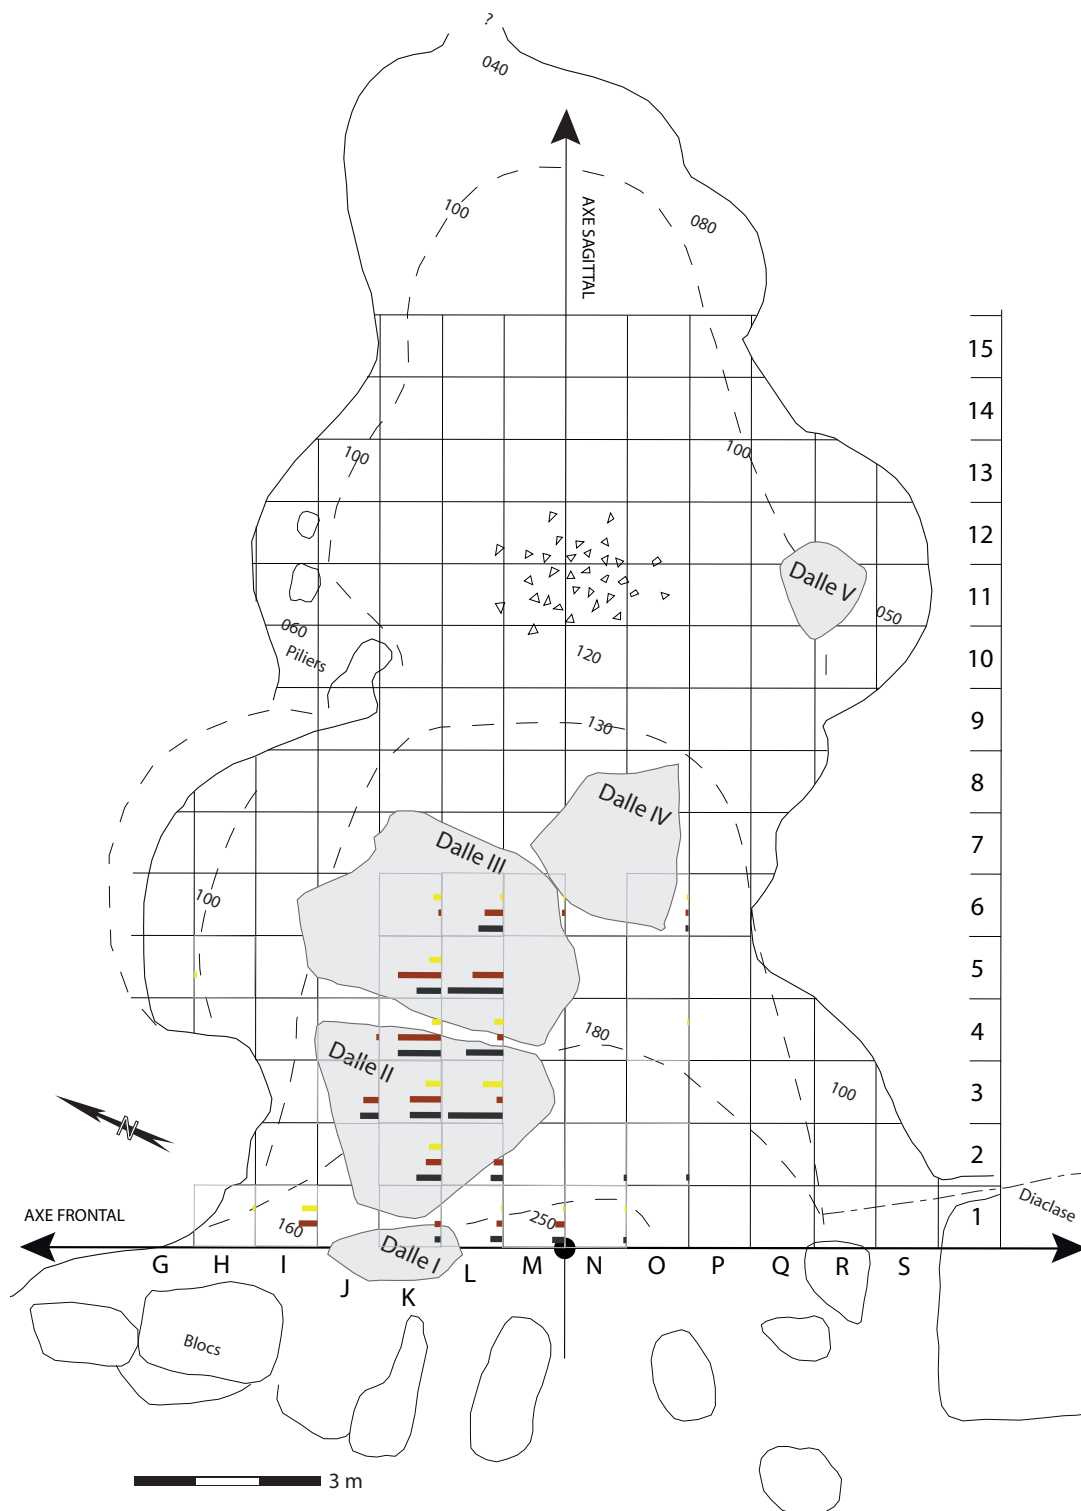 ?
040
100
AXE SAGITTAL
080
15
14
100
100
13
12
Dalle V
11
060
050
Piliers
120
10
130
9
Dalle IV
8
Dalle III
7
100
6
5
180
4
Dalle II
100
3
N
2
Diaclase
AXE FRONTAL
160
250
1
Dalle I
G
H
I
J
K
L
M
N
O
P
Q
R
S
Blocs
3 m